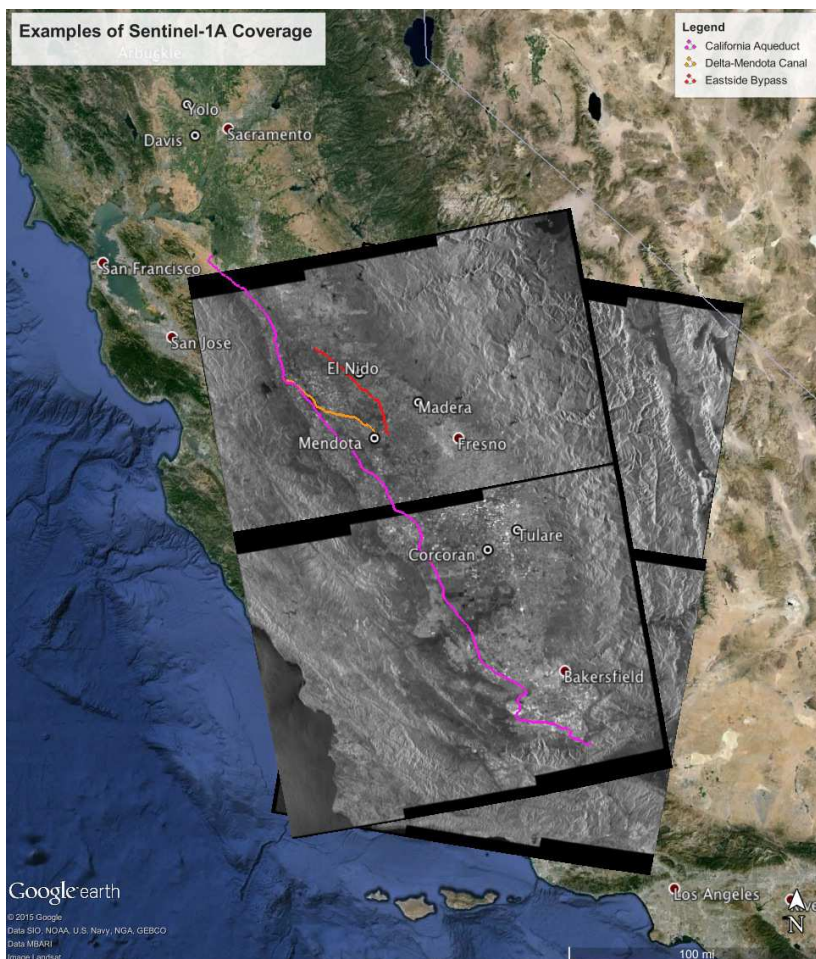 Examples of Sentinel-1A Coverage
Legend
California Aqueduct
Delta-Mendota Canal
Eastside Bypass
Arbuckle
Yolo
Davis
Sacramento
San Francisco
San Jose
El Nido
Madera
Mendota
Fresno
Tulare
Corcoran
Bakersfield
Los Angeles
Google earth
© 2015 Google
Data SIO, NOAA, U.S. Navy, NGA, GEBCO
Data MBARI
Image Landsat
N
100 mi